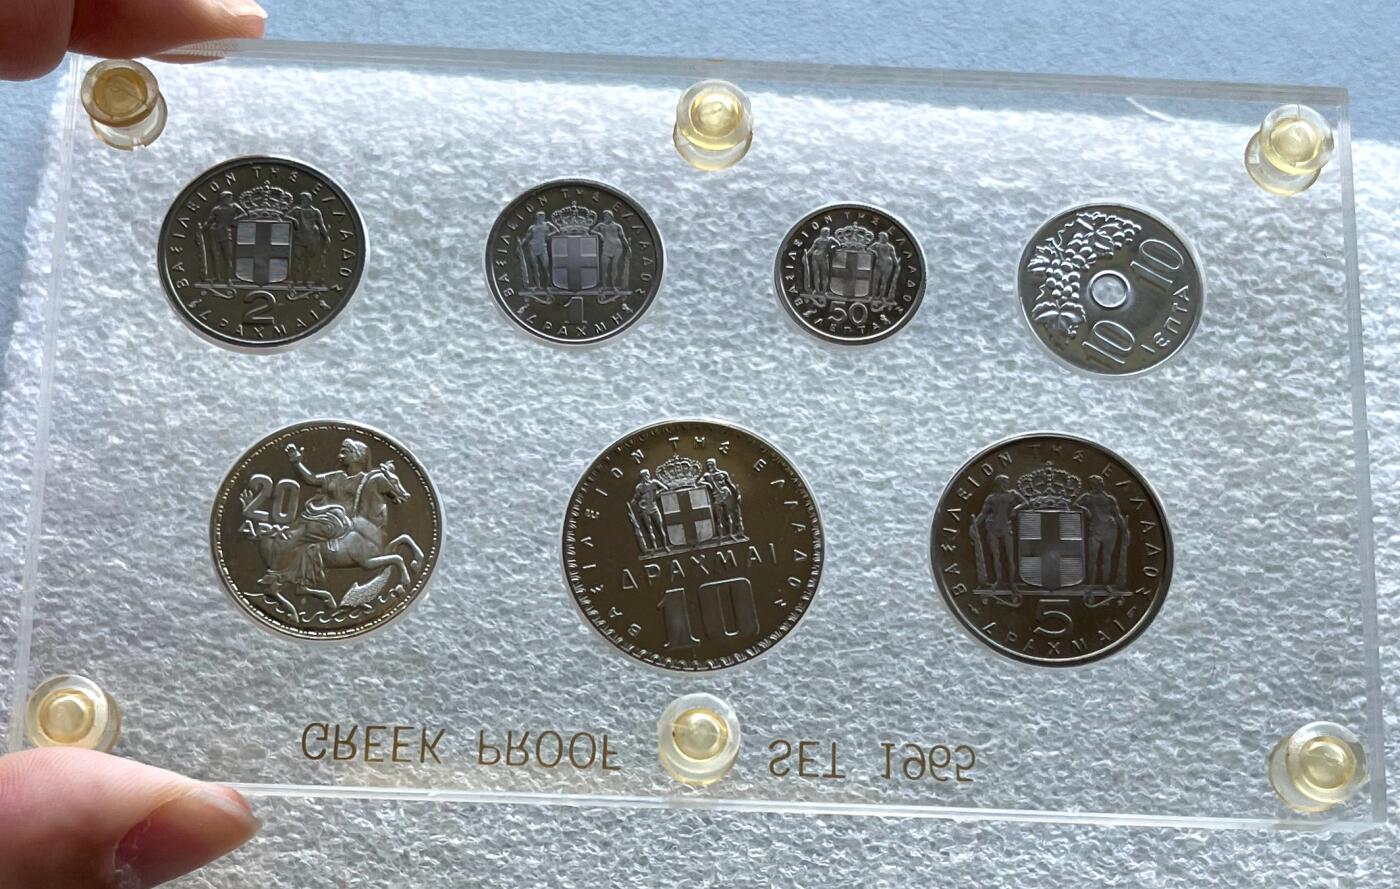 ΒΑΣΙΛΕΙΟΝ ΤΗΣ ΕΛΛΑΔΟΣ
2
ΔΡΑΧΜΑΙ
ΒΑΣΙΛΕΙΟΝ ΤΗΣ ΕΛΛΑΔΟΣ
1
ΔΡΑΧΜΗ
ΒΑΣΙΛΕΙΟΝ ΤΗΣ ΕΛΛΑΔΟΣ
50
ΛΕΠΤΑ
10
10
λεπτΑ
20
ΔΡΧ
ΒΑΣΙΛΕΙΟΝ ΤΗΣ ΕΛΛΑΔΟΣ
ΔΡΑΧΜΑΙ
10
ΒΑΣΙΛΕΙΟΝ ΤΗΣ ΕΛΛΑΔΟΣ
5
ΔΡΑΧΜΑΙ
GREEK PROOF SET 1965